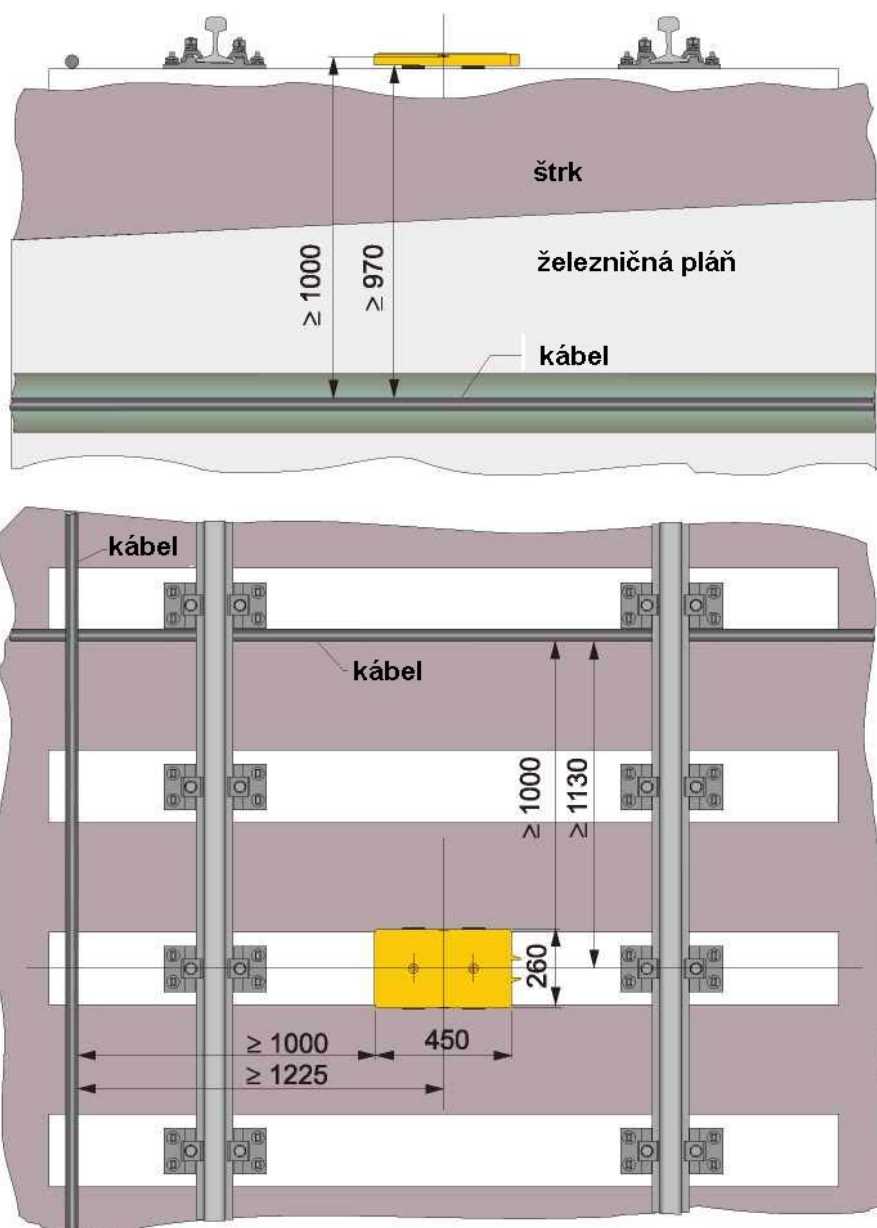 štrk
železničná pláň
≥ 1000
≥ 970
kábel
kábel
kábel
≥ 1000
≥ 1130
260
≥ 1000
450
≥ 1225